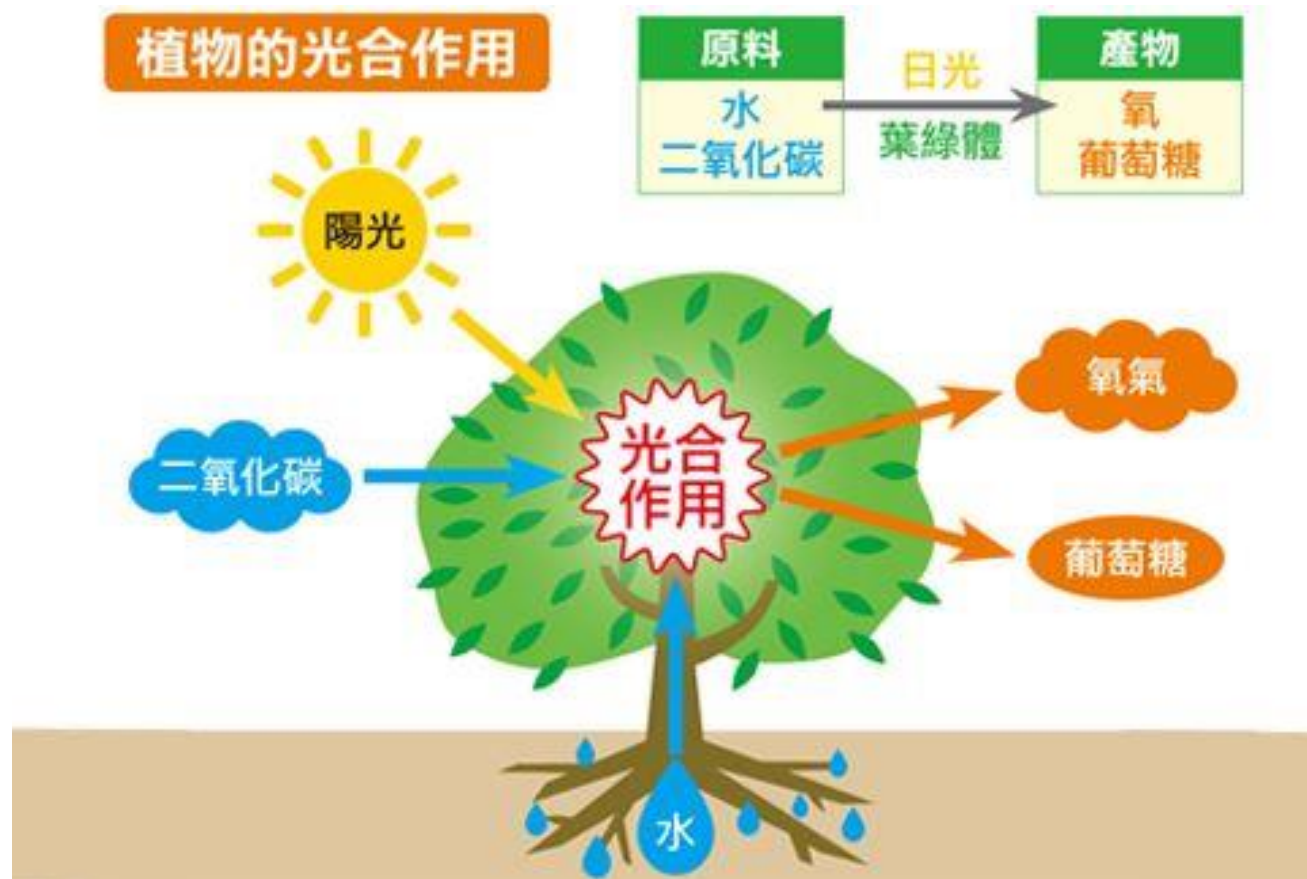 植物的光合作用
原料
水
二氧化碳
日光
葉綠體
產物
氧
葡萄糖
陽光
二氧化碳
光合
作用
氧氣
葡萄糖
水